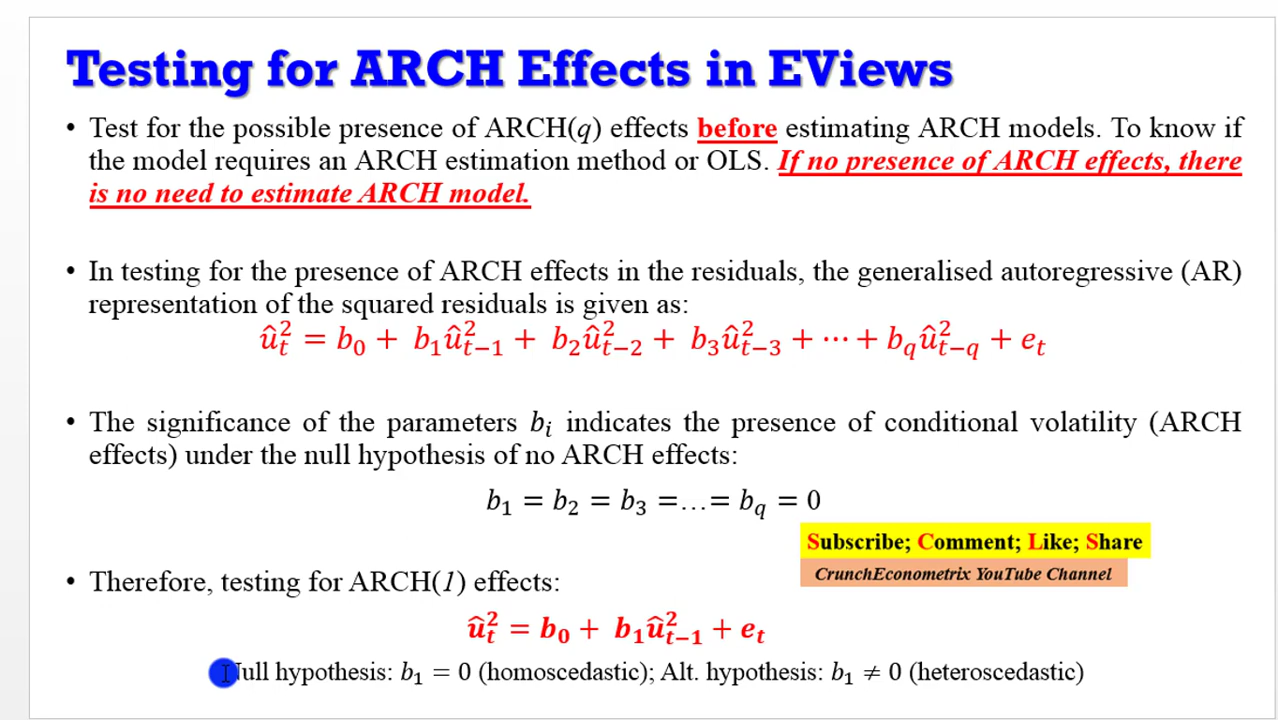 Testing for ARCH Effects in EViews
• Test for the possible presence of ARCH(q) effects before estimating ARCH models. To know if
the model requires an ARCH estimation method or OLS. If no presence of ARCH effects, there
is no need to estimate ARCH model.
• In testing for the presence of ARCH effects in the residuals, the generalised autoregressive (AR)
representation of the squared residuals is given as:
û²ₜ = b₀ + b₁û²ₜ₋₁ + b₂û²ₜ₋₂ + b₃û²ₜ₋₃ + ⋯ + b_qû²_{t−q} + eₜ
• The significance of the parameters bᵢ indicates the presence of conditional volatility (ARCH
effects) under the null hypothesis of no ARCH effects:
b₁ = b₂ = b₃ =…= b_q = 0
Subscribe; Comment; Like; Share
CrunchEconometrix YouTube Channel
• Therefore, testing for ARCH(1) effects:
û²ₜ = b₀ + b₁û²ₜ₋₁ + eₜ
Null hypothesis: b₁ = 0 (homoscedastic); Alt. hypothesis: b₁ ≠ 0 (heteroscedastic)